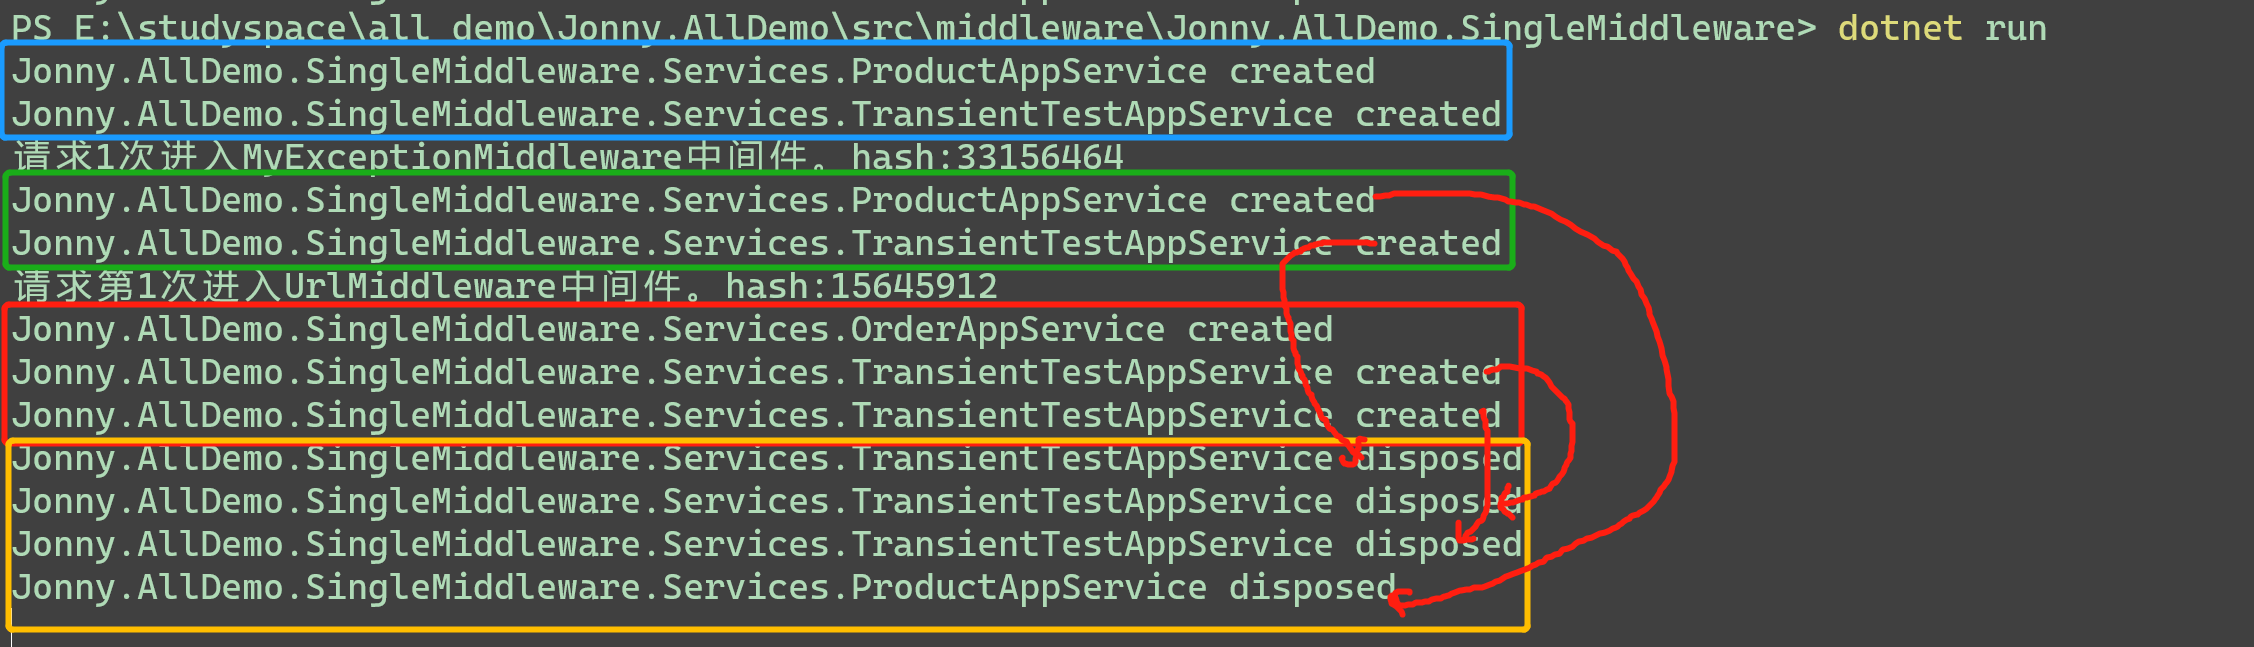 PS E:\studyspace\all_demo\Jonny.AllDemo\src\middleware\Jonny.AllDemo.SingleMiddleware> dotnet run
Jonny.AllDemo.SingleMiddleware.Services.ProductAppService created
Jonny.AllDemo.SingleMiddleware.Services.TransientTestAppService created
请求1次进入MyExceptionMiddleware中间件。hash:33156464
Jonny.AllDemo.SingleMiddleware.Services.ProductAppService created
Jonny.AllDemo.SingleMiddleware.Services.TransientTestAppService created
请求第1次进入UrlMiddleware中间件。hash:15645912
Jonny.AllDemo.SingleMiddleware.Services.OrderAppService created
Jonny.AllDemo.SingleMiddleware.Services.TransientTestAppService created
Jonny.AllDemo.SingleMiddleware.Services.TransientTestAppService created
Jonny.AllDemo.SingleMiddleware.Services.TransientTestAppService disposed
Jonny.AllDemo.SingleMiddleware.Services.TransientTestAppService disposed
Jonny.AllDemo.SingleMiddleware.Services.TransientTestAppService disposed
Jonny.AllDemo.SingleMiddleware.Services.ProductAppService disposed